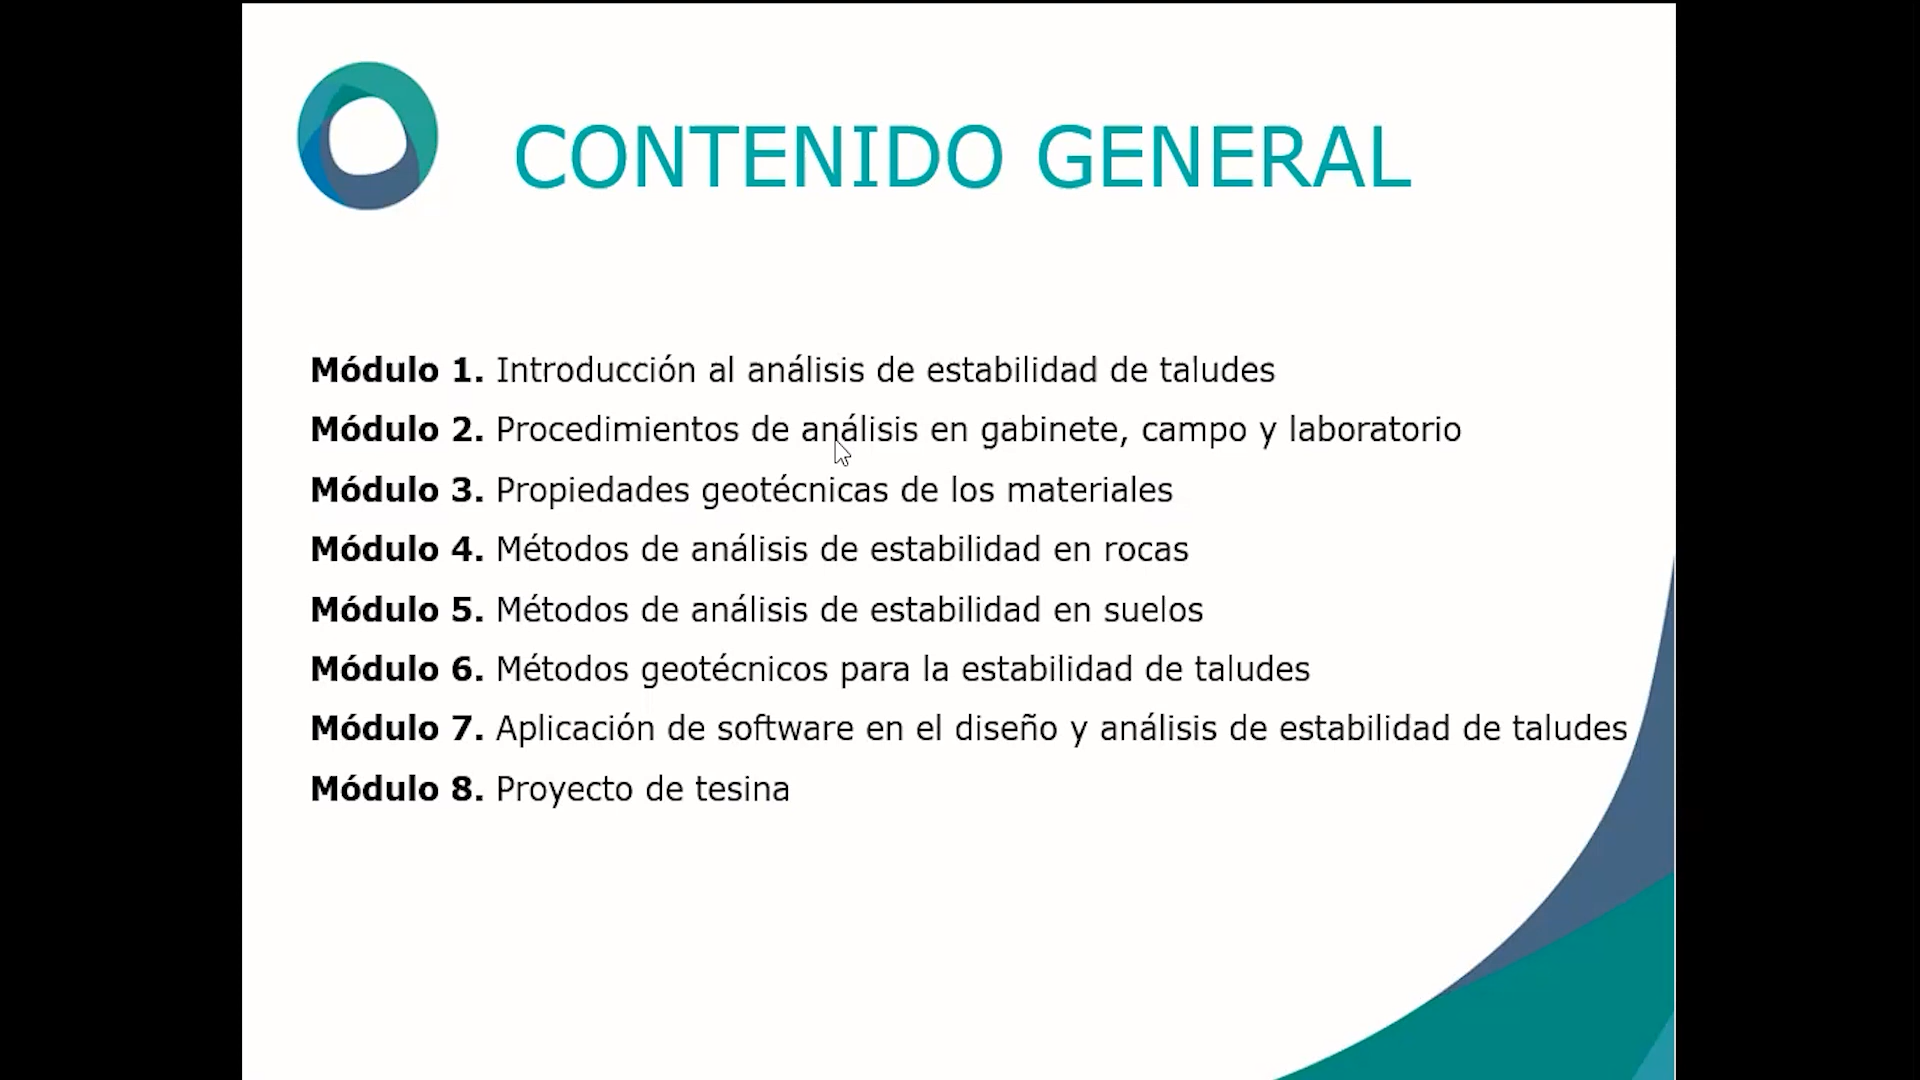 CONTENIDO GENERAL
Módulo 1. Introducción al análisis de estabilidad de taludes
Módulo 2. Procedimientos de análisis en gabinete, campo y laboratorio
Módulo 3. Propiedades geotécnicas de los materiales
Módulo 4. Métodos de análisis de estabilidad en rocas
Módulo 5. Métodos de análisis de estabilidad en suelos
Módulo 6. Métodos geotécnicos para la estabilidad de taludes
Módulo 7. Aplicación de software en el diseño y análisis de estabilidad de taludes
Módulo 8. Proyecto de tesina